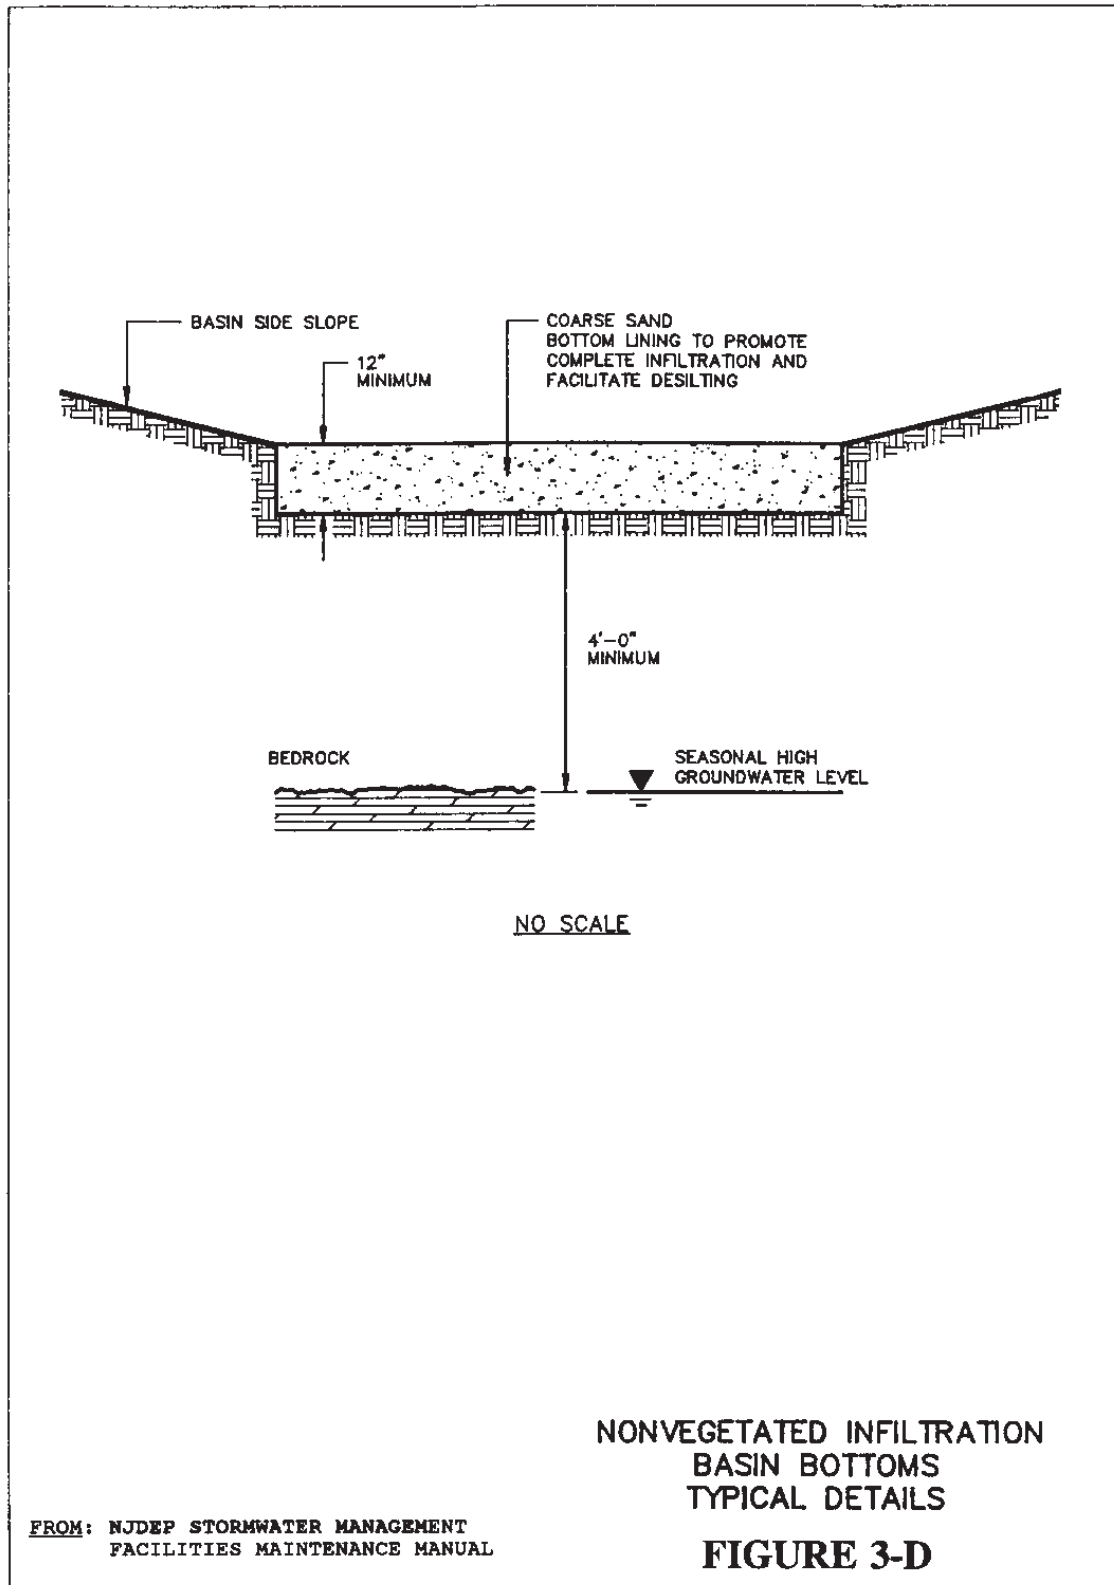 BASIN SIDE SLOPE
12"
MINIMUM
COARSE SAND
BOTTOM LINING TO PROMOTE
COMPLETE INFILTRATION AND
FACILITATE DESILTING
4'-0"
MINIMUM
BEDROCK
SEASONAL HIGH
GROUNDWATER LEVEL
NO SCALE
NONVEGETATED INFILTRATION
BASIN BOTTOMS
TYPICAL DETAILS
FROM: NJDEP STORMWATER MANAGEMENT
FACILITIES MAINTENANCE MANUAL
FIGURE 3-D